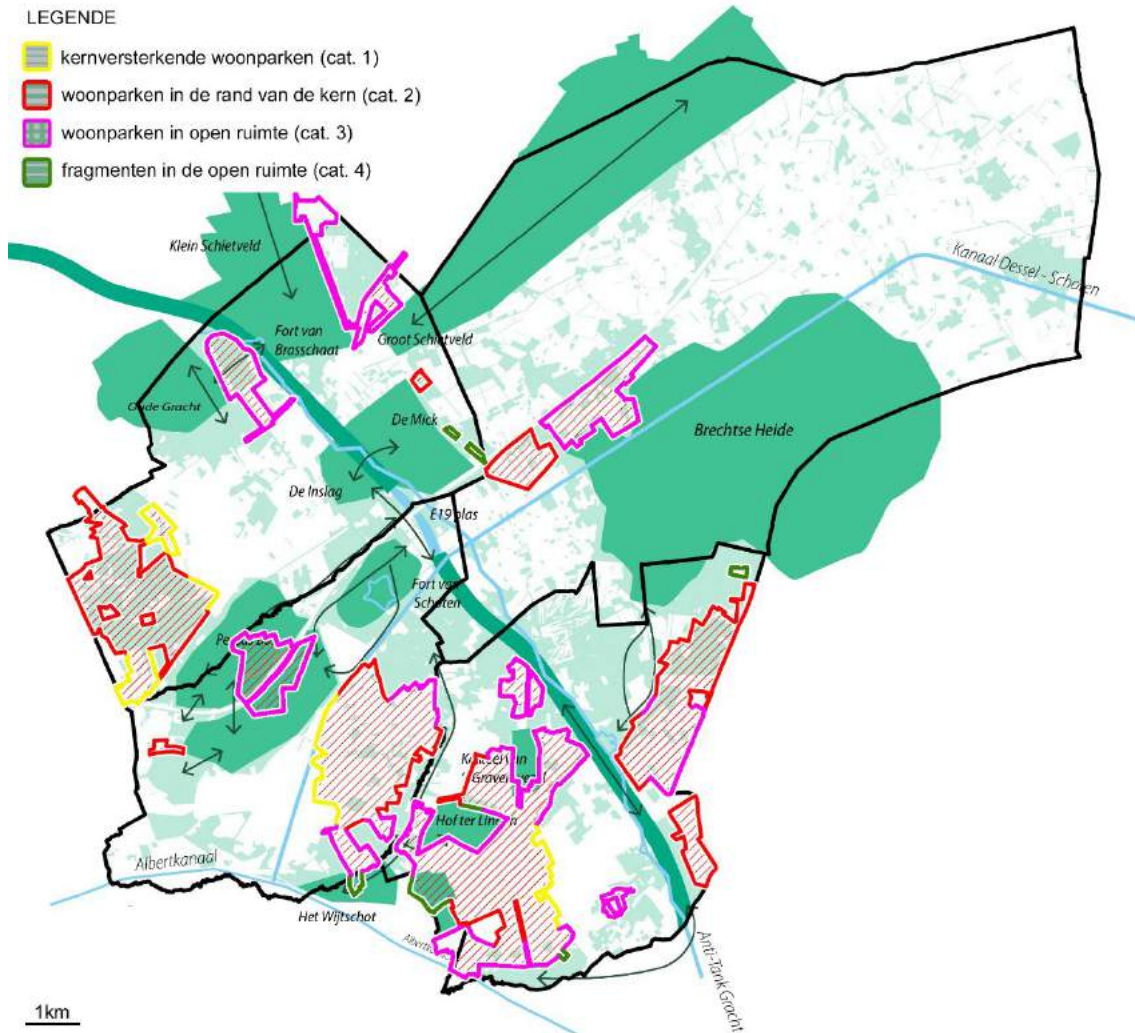 LEGENDE
kernversterkende woonparken (cat. 1)
woonparken in de rand van de kern (cat. 2)
woonparken in open ruimte (cat. 3)
fragmenten in de open ruimte (cat. 4)
Klein Schietveld
Kanaal Dessel - Schoten
Fort van
Brasschaat
Groot Schietveld
Oude Gracht
De Mick
Brechtse Heide
De Inslag
E19 plas
Fort van
Schoten
Hof ter Linden
Albertkanaal
Het Wijtschot
Anti-Tank Gracht
1km